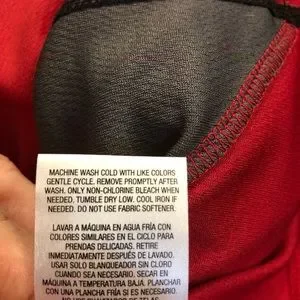 MACHINE WASH COLD WITH LIKE COLORS
GENTLE CYCLE. REMOVE PROMPTLY AFTER
WASH. ONLY NON-CHLORINE BLEACH WHEN
NEEDED. TUMBLE DRY LOW. COOL IRON IF
NEEDED. DO NOT USE FABRIC SOFTENER.
LAVAR A MÁQUINA EN AGUA FRÍA CON
COLORES SIMILARES EN EL CICLO PARA
PRENDAS DELICADAS. RETIRE
INMEDIATAMENTE DESPUÉS DE LAVADO.
USAR SOLO BLANQUEADOR SIN CLORO
CUANDO SEA NECESARIO. SECAR EN
MÁQUINA A TEMPERATURA BAJA. PLANCHAR
CON UNA PLANCHA FRÍA SI ES NECESARIO.